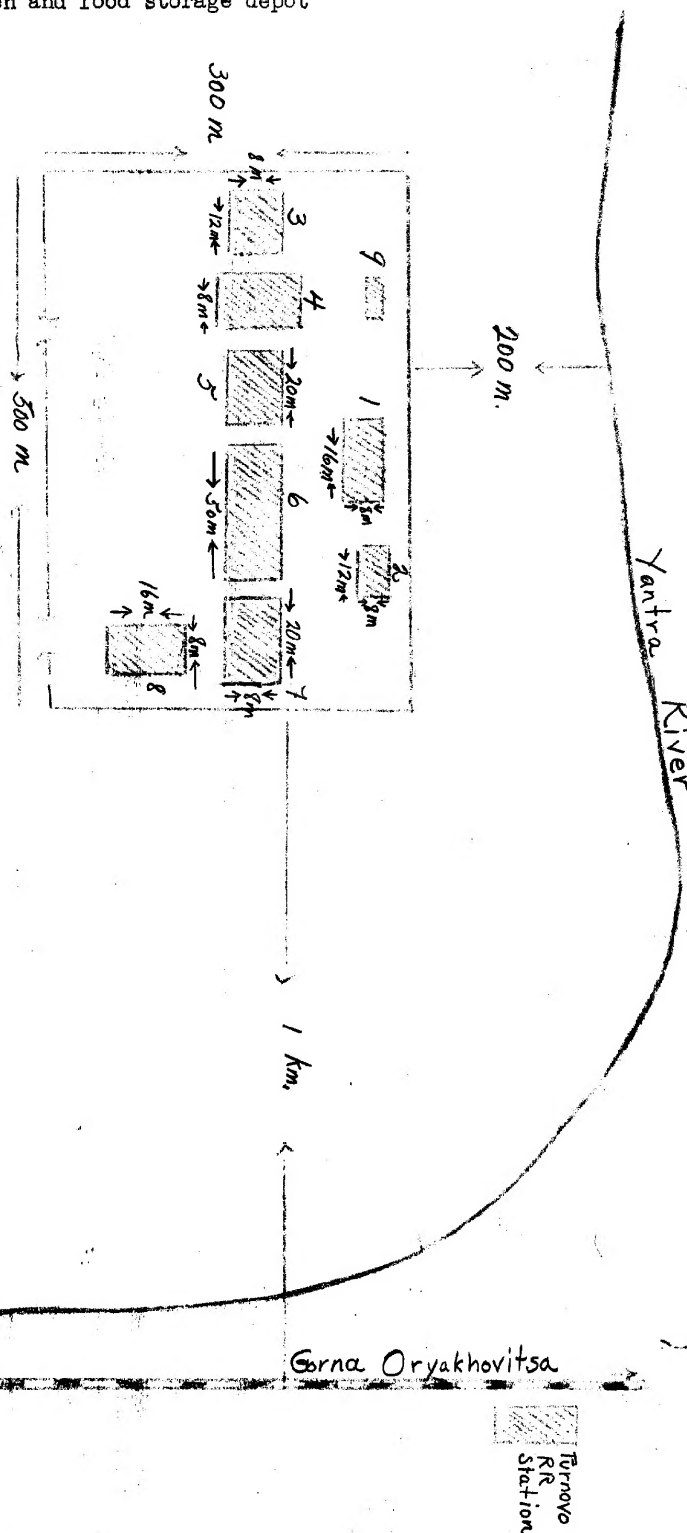 en and food storage depot
300 m
8m
12m
3
8m
4
9
20m
5
200 m.
1
16m
8m
2
12m
8m
6
50m
500 m
20m
7
8m
16m
8m
8
Yantra River
1 km.
Gorna Oryakhovitsa
Turnovo
RR
Station